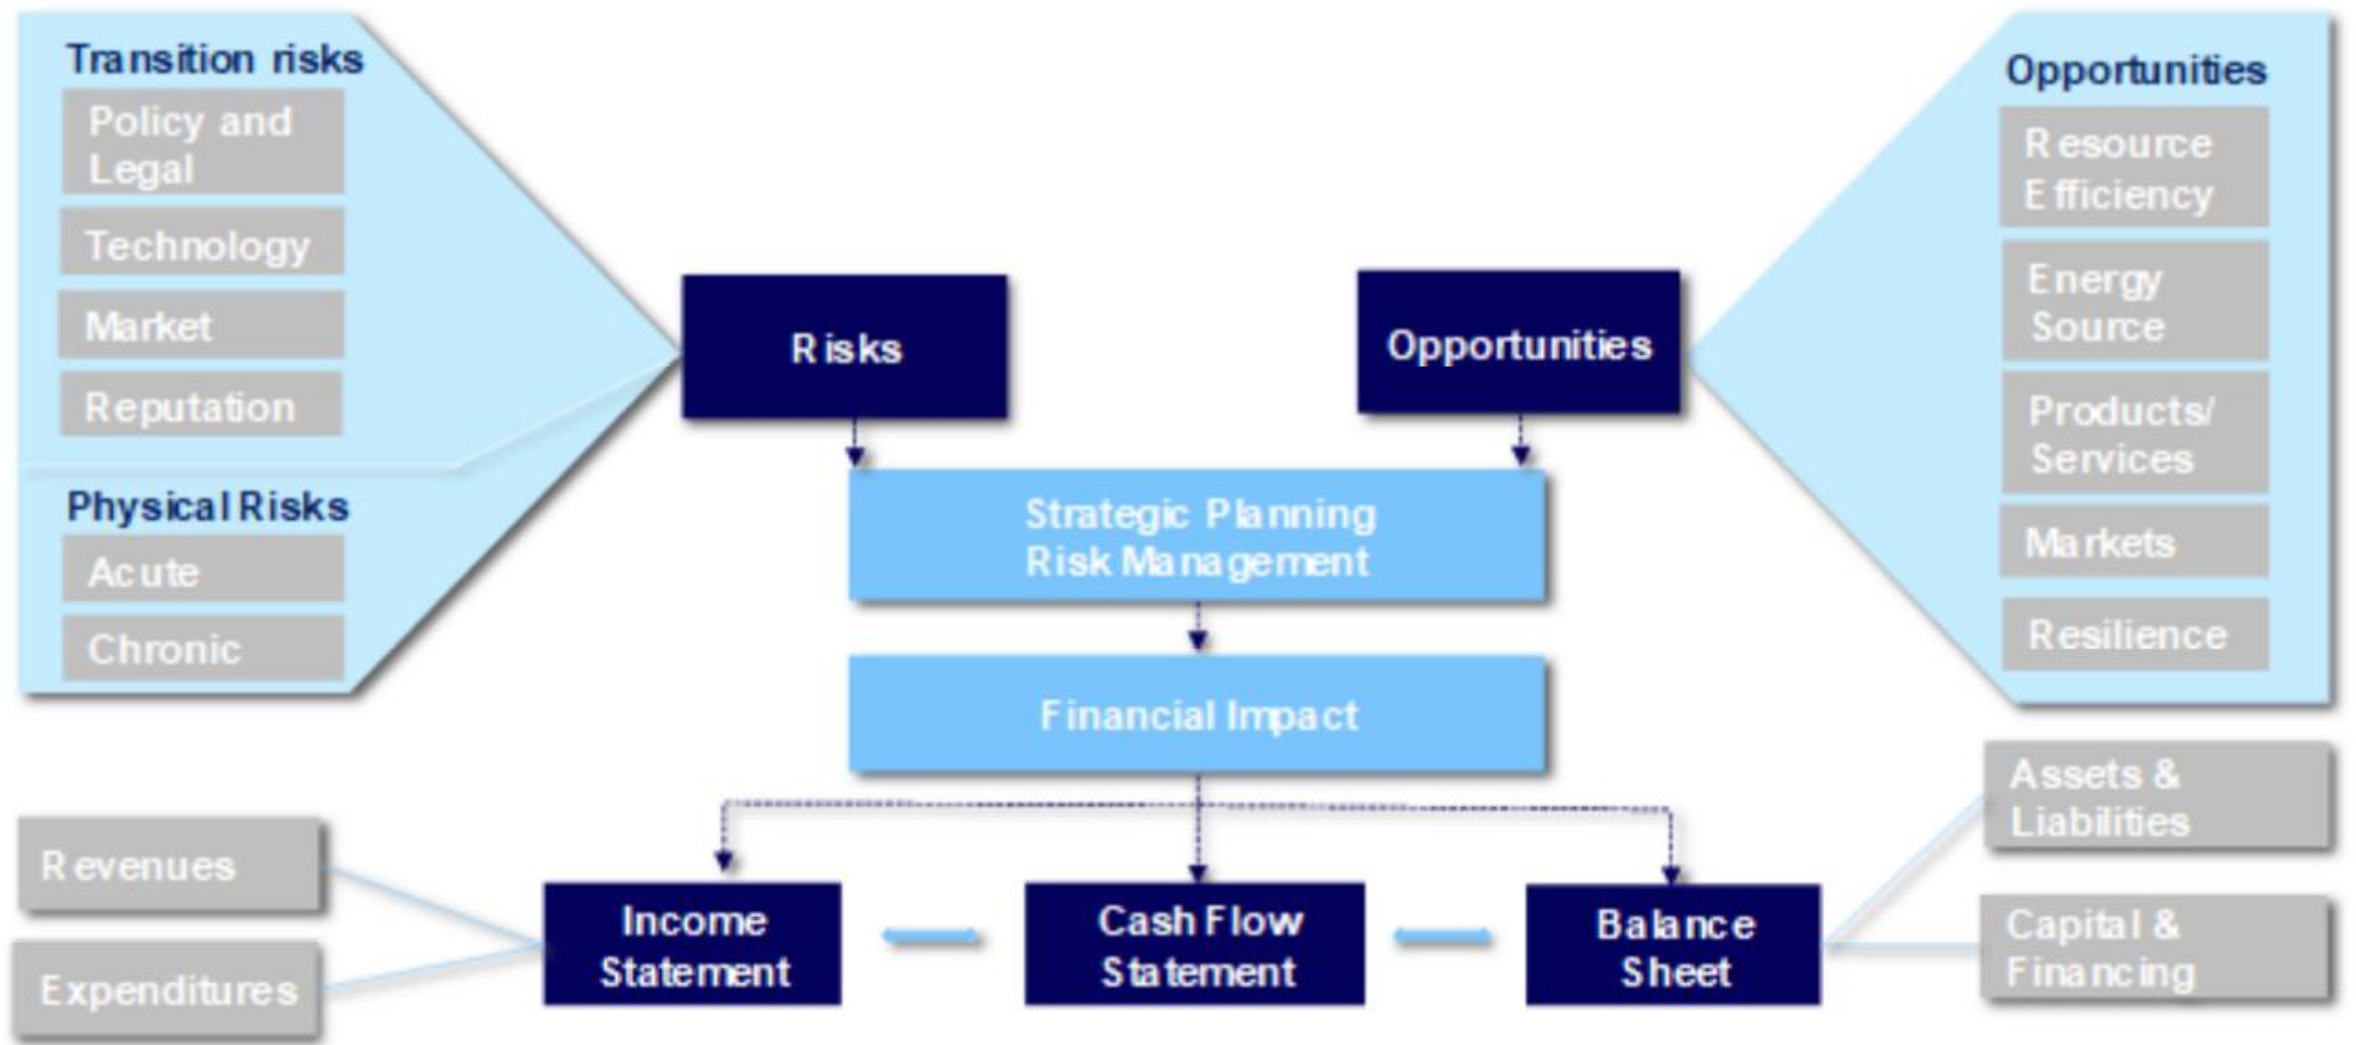 Transition risks
Policy and
Legal
Technology
Market
Reputation
Physical Risks
Acute
Chronic
Risks
Opportunities
Opportunities
Resource
Efficiency
Energy
Source
Products/
Services
Markets
Resilience
Strategic Planning
Risk Management
Financial Impact
Revenues
Expenditures
Income
Statement
Cash Flow
Statement
Balance
Sheet
Assets &
Liabilities
Capital &
Financing